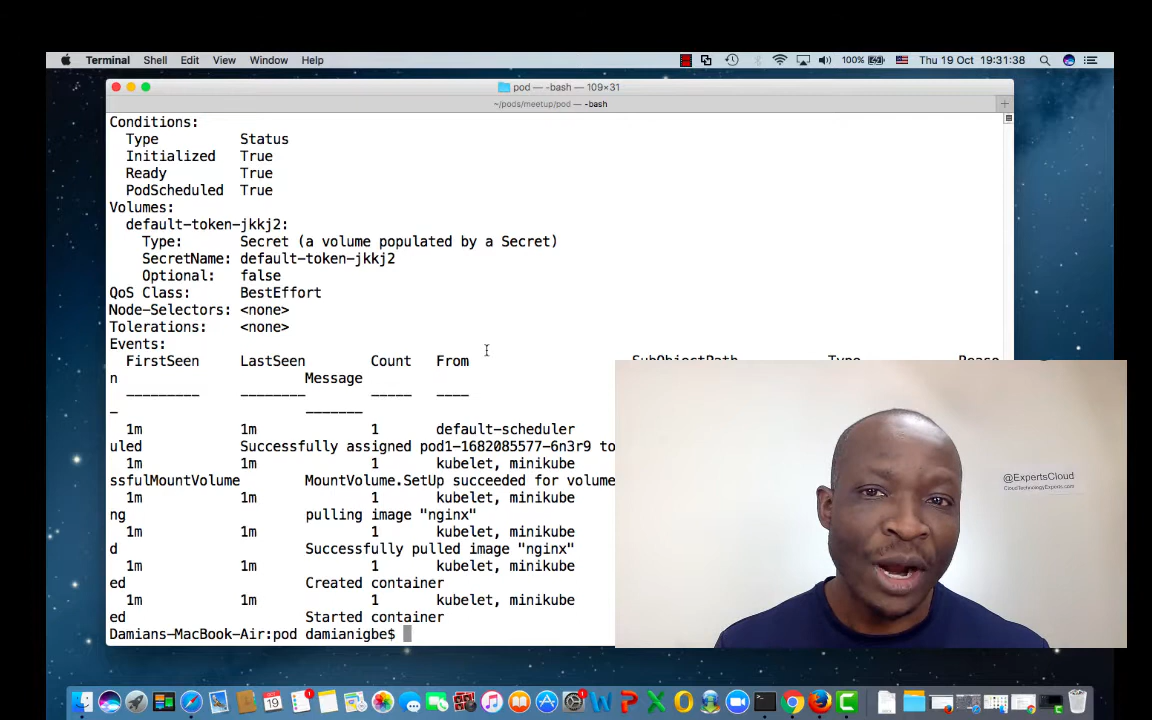 Terminal Shell Edit View Window Help 100% Thu 19 Oct 19:31:38
pod — -bash — 109×31
~/pods/meetup/pod — -bash
Conditions:
Type Status
Initialized True
Ready True
PodScheduled True
Volumes:
default-token-jkkj2:
Type: Secret (a volume populated by a Secret)
SecretName: default-token-jkkj2
Optional: false
QoS Class: BestEffort
Node-Selectors: <none>
Tolerations: <none>
Events:
FirstSeen LastSeen Count From SubObjectPath Type Reaso
n Message
--------- -------- ----- ----
- -------
1m 1m 1 default-scheduler
uled Successfully assigned pod1-1682085577-6n3r9 to
1m 1m 1 kubelet, minikube
ssfulMountVolume MountVolume.SetUp succeeded for volume
1m 1m 1 kubelet, minikube
ng pulling image "nginx"
1m 1m 1 kubelet, minikube
d Successfully pulled image "nginx"
1m 1m 1 kubelet, minikube
ed Created container
1m 1m 1 kubelet, minikube
ed Started container
Damians-MacBook-Air:pod damianigbe$
@ExpertsCloud
CloudTechnologyExperts.com
19